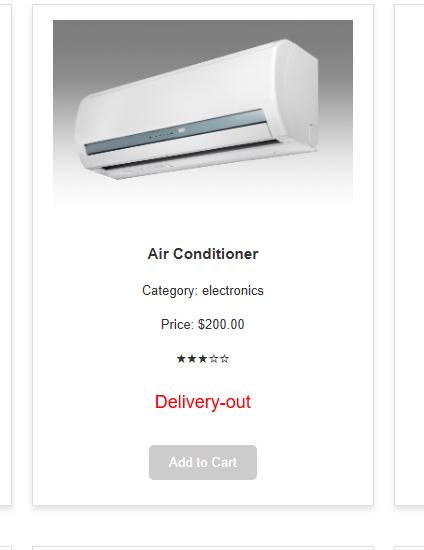 Air Conditioner
Category: electronics
Price: $200.00
★★★☆☆
Delivery-out
Add to Cart